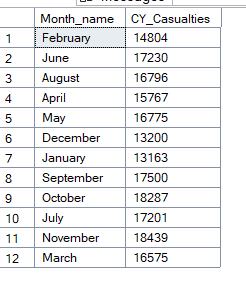 Month_name CY_Casualties
1 February 14804
2 June 17230
3 August 16796
4 April 15767
5 May 16775
6 December 13200
7 January 13163
8 September 17500
9 October 18287
10 July 17201
11 November 18439
12 March 16575